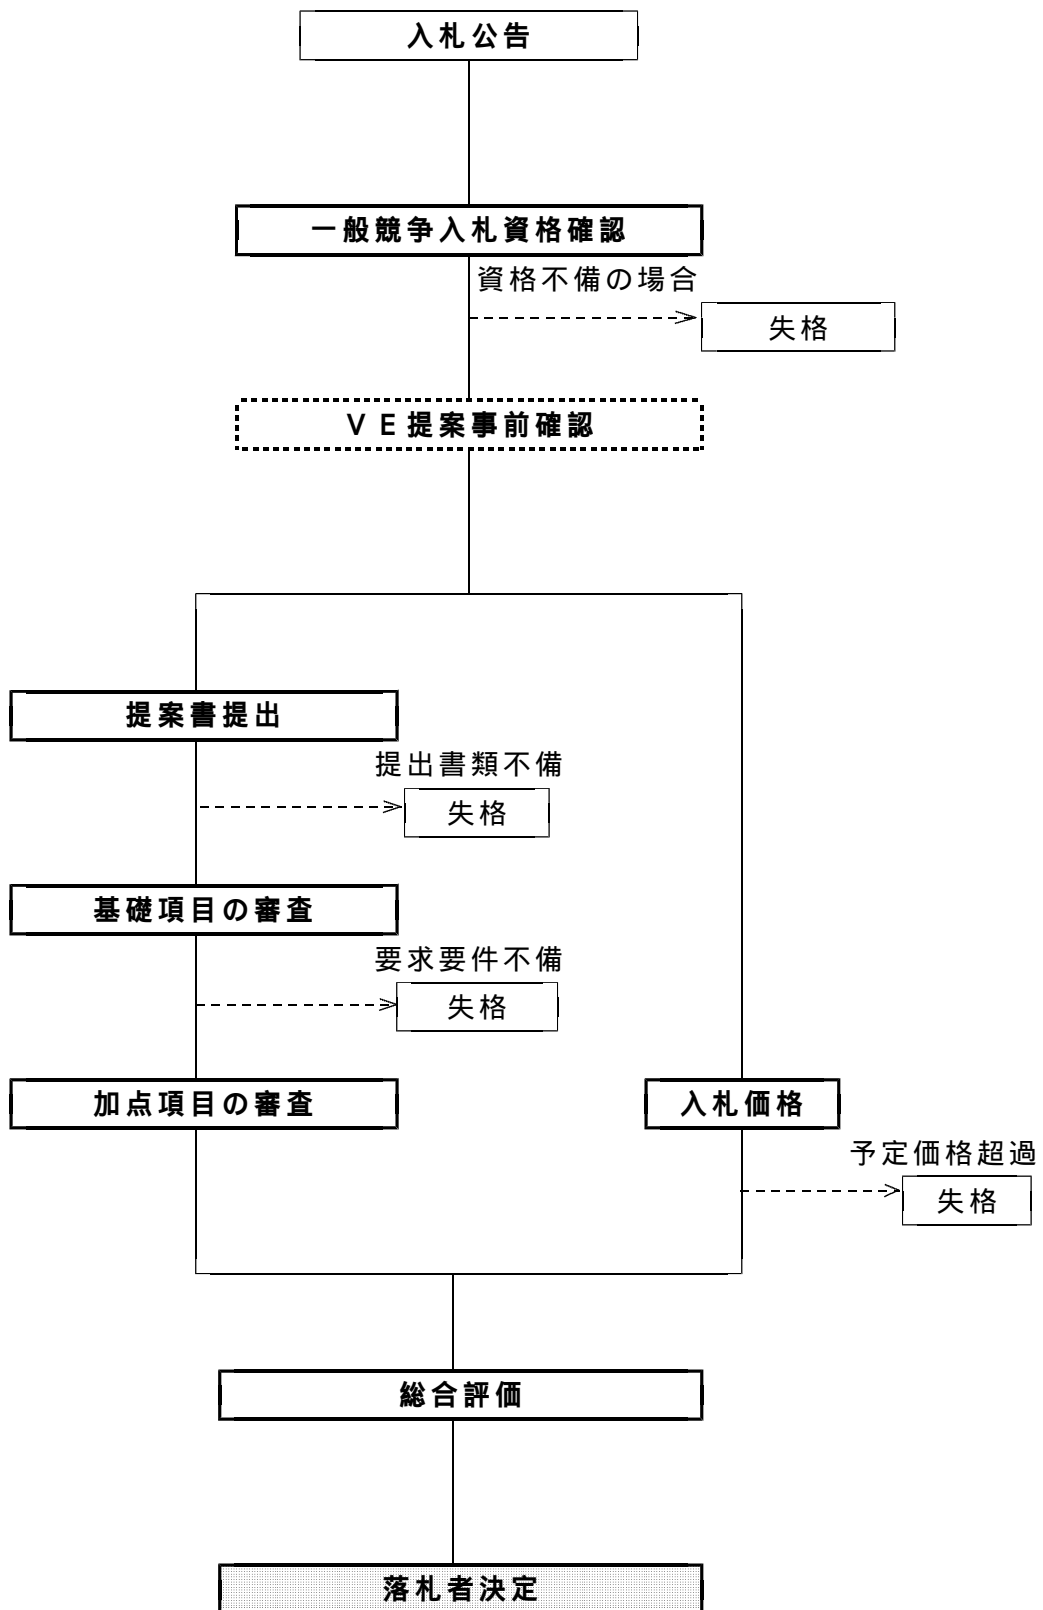 入札公告
一般競争入札資格確認
資格不備の場合
失格
ＶＥ提案事前確認
提案書提出
提出書類不備
失格
基礎項目の審査
要求要件不備
失格
加点項目の審査
入札価格
予定価格超過
失格
総合評価
落札者決定